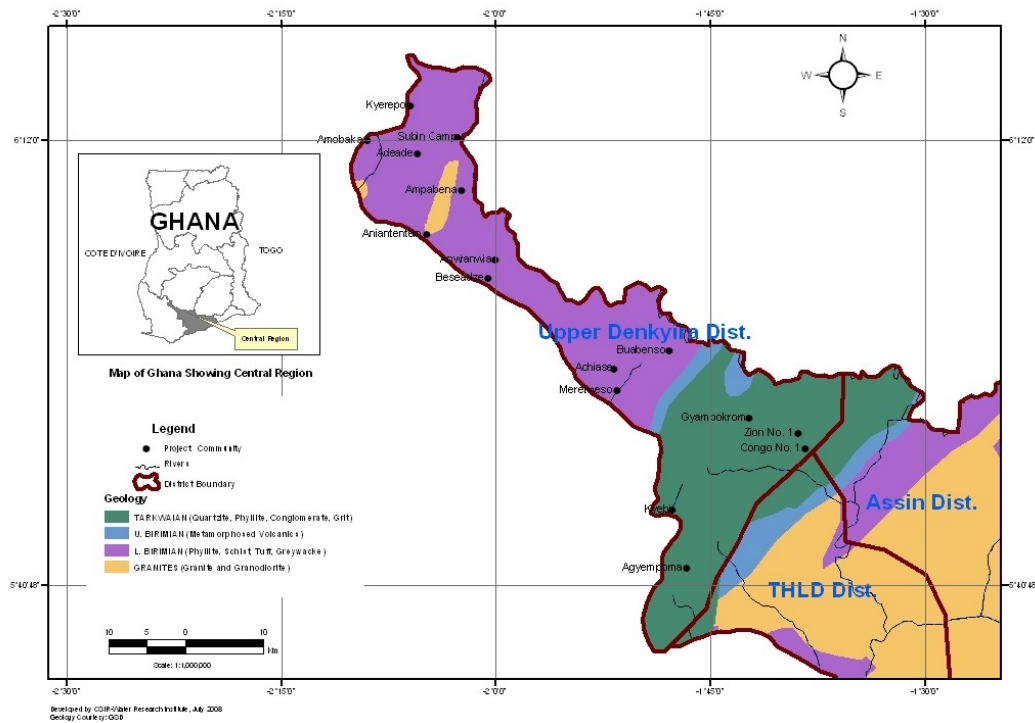 -2°30'0"
-2°15'0"
-2°0'0"
-1°45'0"
-1°30'0"
N
W
E
S
6°12'0"
6°12'0"
Kyerepo
Amobaka
Subin Camp
Adeade
Ampabena
Aniantentem
Anwianwia
Beseadze
GHANA
COTE D'IVOIRE
TOGO
Central Region
Map of Ghana Showing Central Region
Upper Denkyira Dist.
Buabenso
Achiase
Gyampokrom
Zion No. 1
Congo No. 1
Assin Dist.
Agyempoma
THLD Dist.
Legend
Project Community
Rivers
District Boundary
Geology
TARKWAIAN (Quartzite, Phyllite, Conglomerate, Grit)
U. BIRIMIAN (Metamorphosed Volcanics)
L. BIRIMIAN (Phyllite, Schist, Tuff, Greywacke)
GRANITES (Granite and Granodiorite)
5°40'48"
5°40'48"
10 5 0 10
km
Scale: 1:1,000,000
-2°30'0"
-2°15'0"
-2°0'0"
-1°45'0"
-1°30'0"
Developed by CSIR-Water Research Institute, July 2008
Geology Courtesy: GSD